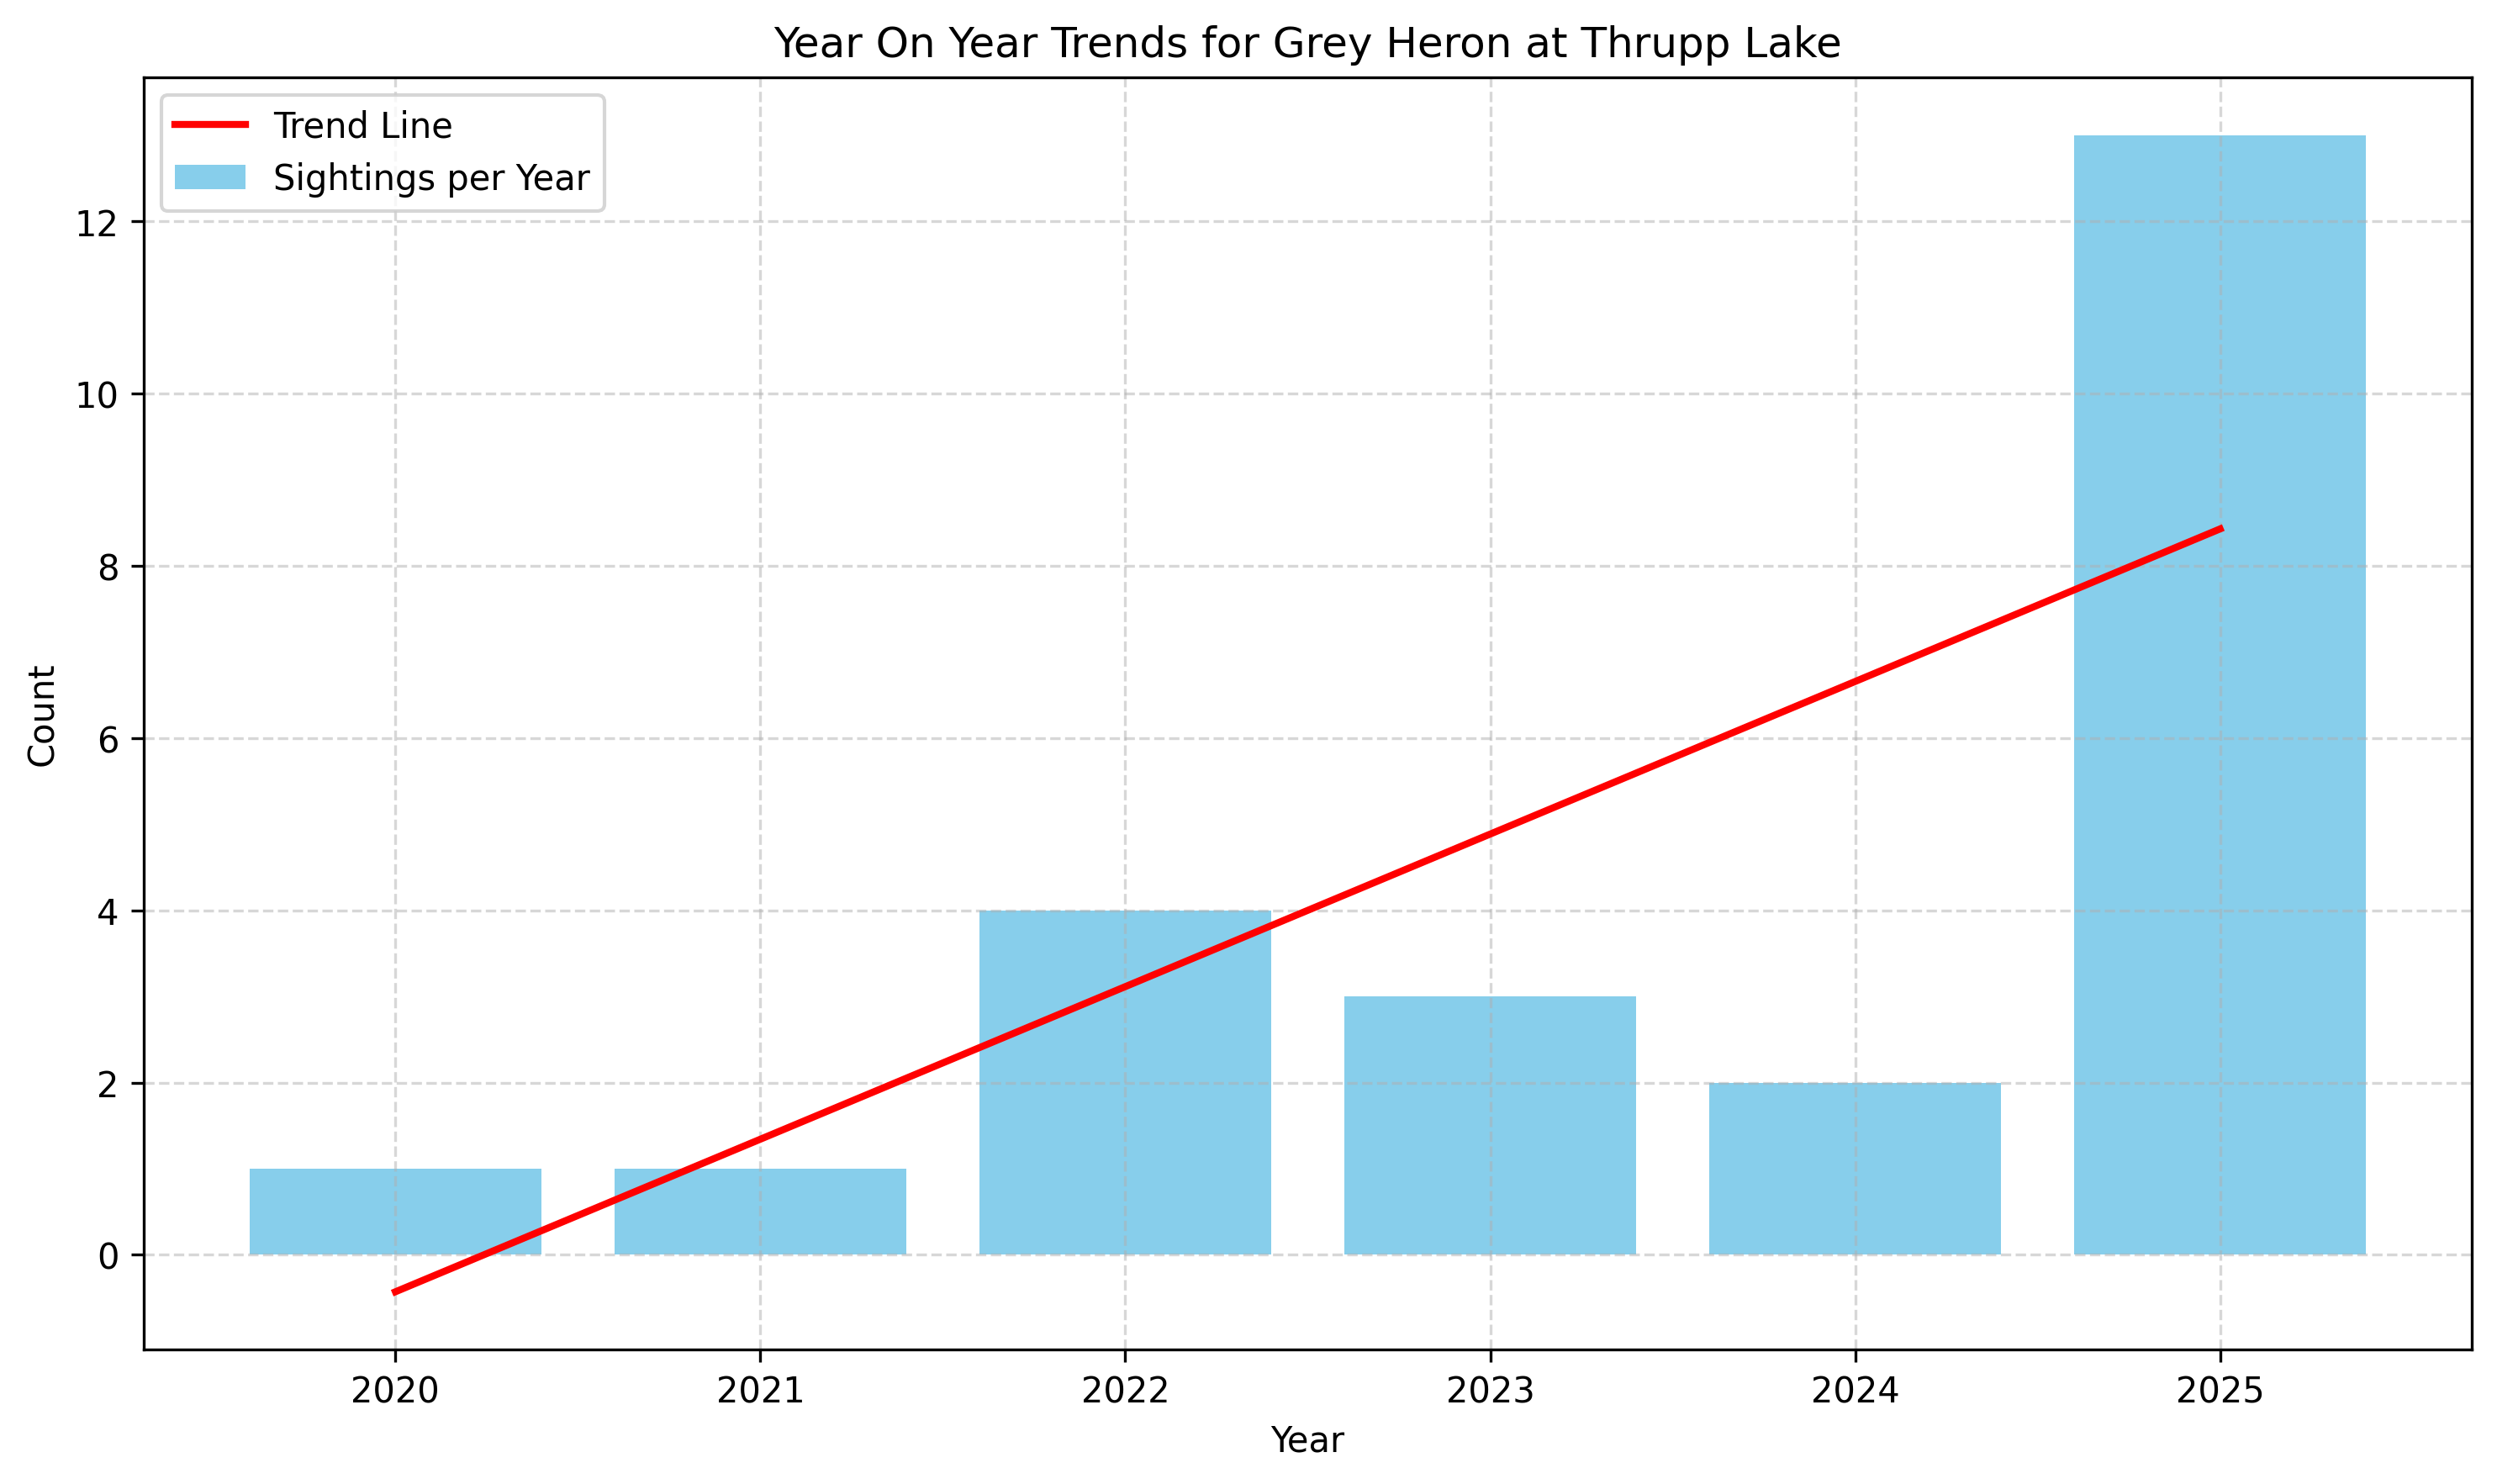 Year On Year Trends for Grey Heron at Thrupp Lake
Trend Line
Sightings per Year
12
10
8
6
4
2
0
Count
2020 2021 2022 2023 2024 2025
Year